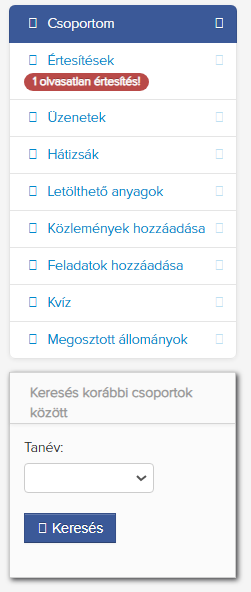 Csoportom
Értesítések
1 olvasatlan értesítés!
Üzenetek
Hátizsák
Letölthető anyagok
Közlemények hozzáadása
Feladatok hozzáadása
Kvíz
Megosztott állományok
Keresés korábbi csoportok
között
Tanév:
Keresés